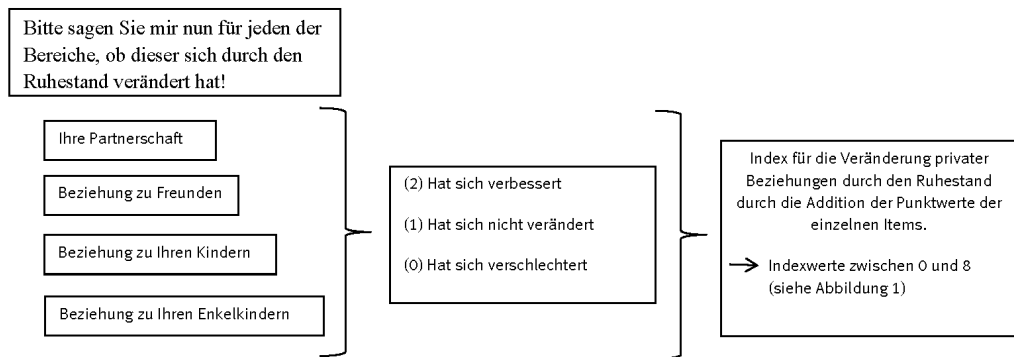 Bitte sagen Sie mir nun für jeden der
Bereiche, ob dieser sich durch den
Ruhestand verändert hat!
Ihre Partnerschaft
Beziehung zu Freunden
Beziehung zu Ihren Kindern
Beziehung zu Ihren Enkelkindern
(2) Hat sich verbessert
(1) Hat sich nicht verändert
(0) Hat sich verschlechtert
Index für die Veränderung privater
Beziehungen durch den Ruhestand
durch die Addition der Punktwerte der
einzelnen Items.
Indexwerte zwischen 0 und 8
(siehe Abbildung 1)